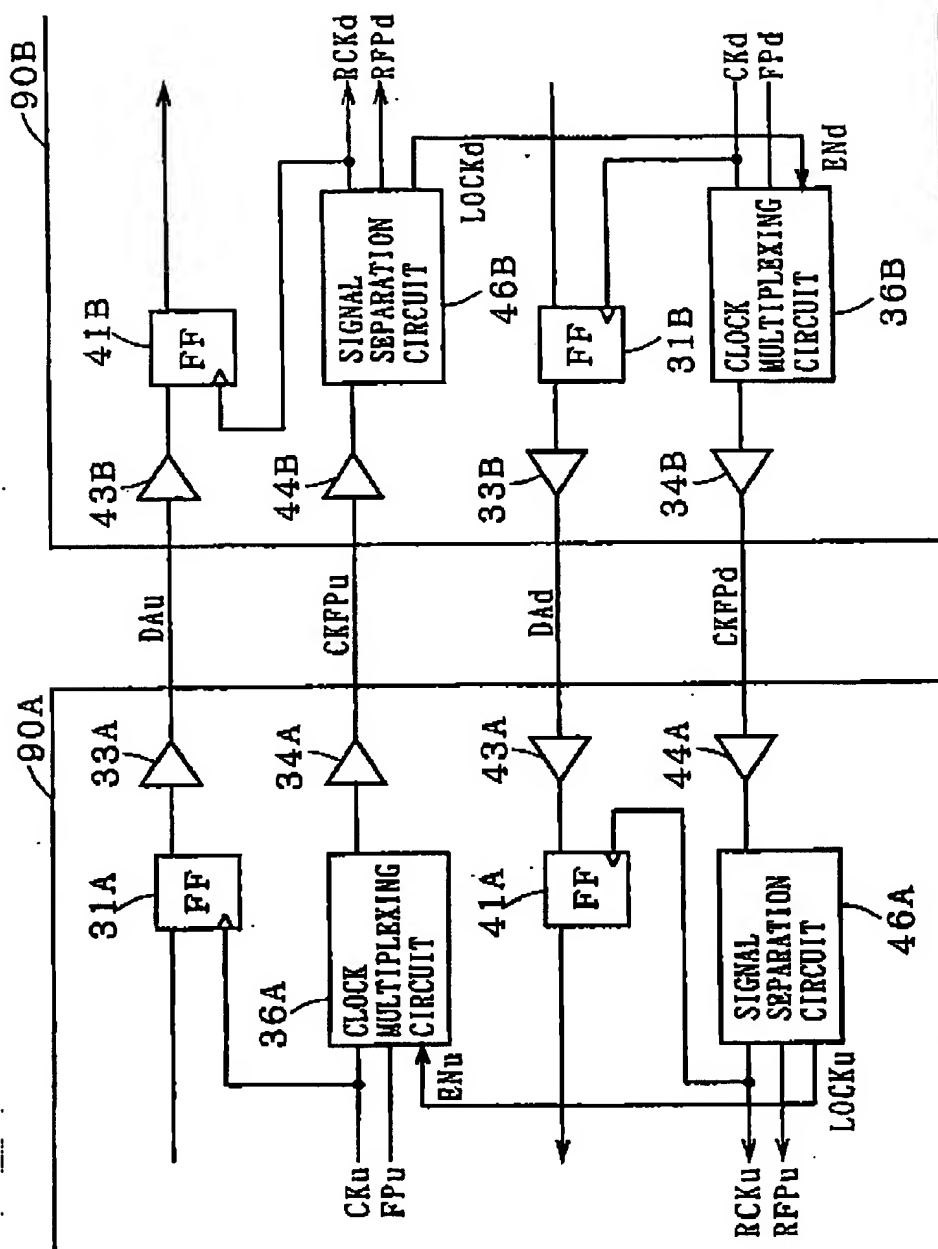 90A
90B
31A
FF
33A
DAu
43B
41B
FF
36A
CLOCK
MULTIPLEXING
CIRCUIT
CKu
FPu
ENu
34A
CKFPu
44B
SIGNAL
SEPARATION
CIRCUIT
46B
RCKd
RFPd
LOCKd
41A
FF
43A
DAd
33B
FF
31B
RCKu
RFPu
LOCKu
SIGNAL
SEPARATION
CIRCUIT
46A
44A
CKFPd
34B
CLOCK
MULTIPLEXING
CIRCUIT
36B
CKd
FPd
ENd